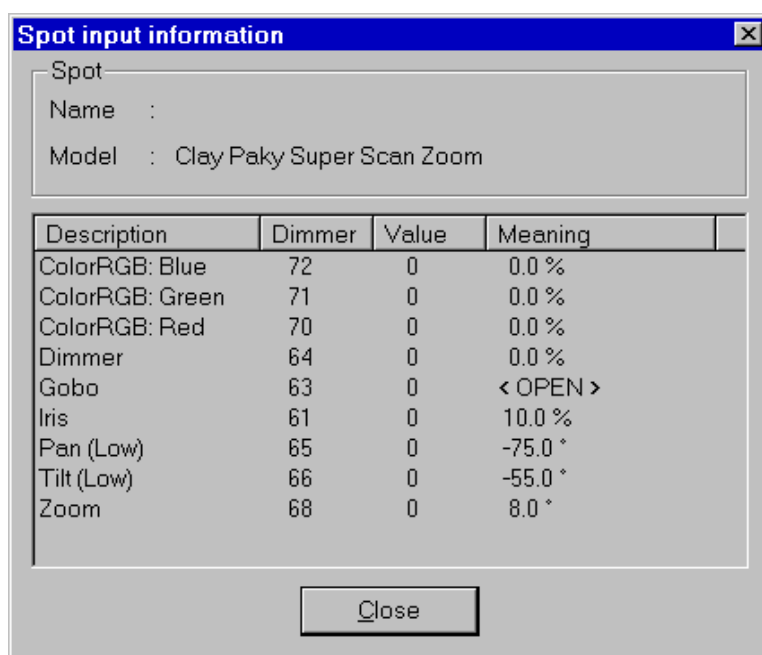 Spot input information
Spot
Name :
Model : Clay Paky Super Scan Zoom
Description Dimmer Value Meaning
ColorRGB: Blue 72 0 0.0 %
ColorRGB: Green 71 0 0.0 %
ColorRGB: Red 70 0 0.0 %
Dimmer 64 0 0.0 %
Gobo 63 0 < OPEN >
Iris 61 0 10.0 %
Pan (Low) 65 0 -75.0 °
Tilt (Low) 66 0 -55.0 °
Zoom 68 0 8.0 °
Close